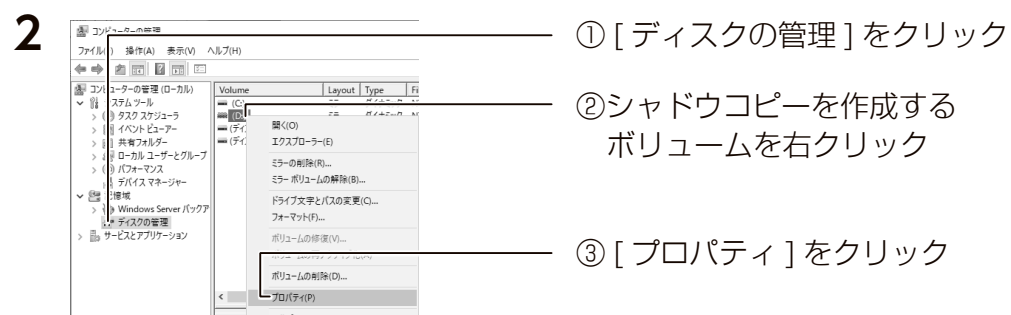 2
コンピューターの管理
ファイル 操作(A) 表示(V) ヘルプ(H)
コンピューターの管理 (ローカル)
システム ツール
タスク スケジューラ
イベント ビューアー
共有フォルダー
ローカル ユーザーとグループ
パフォーマンス
デバイス マネージャー
記憶域
Windows Server バックア
ディスクの管理
サービスとアプリケーション
Volume Layout Type Fi
(C:)
開く(O)
エクスプローラー(E)
ミラーの削除(R)...
ミラー ボリュームの解除(B)...
ドライブ文字とパスの変更(C)...
フォーマット(F)...
ボリュームの修復(V)...
ボリュームの削除(D)...
プロパティ(P)
① [ ディスクの管理 ] をクリック
②シャドウコピーを作成する
ボリュームを右クリック
③ [ プロパティ ] をクリック